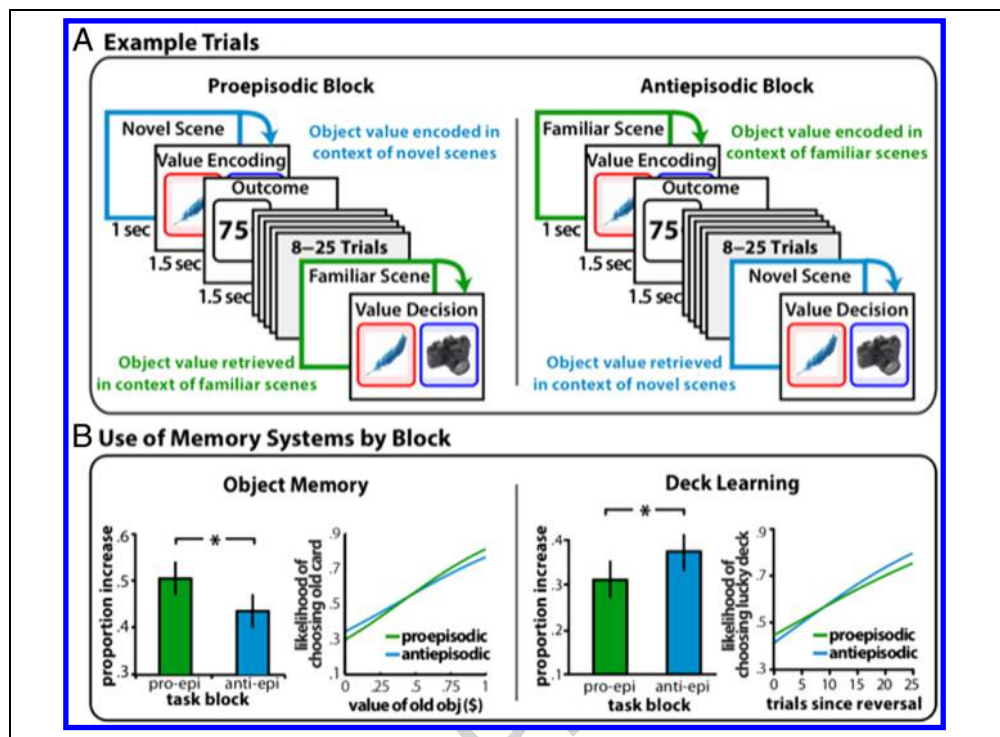 A Example Trials
Proepisodic Block
Novel Scene
Value Encoding
Outcome
75
8–25 Trials
Familiar Scene
Value Decision
1 sec
1.5 sec
1.5 sec
Object value encoded in
context of novel scenes
Object value retrieved
in context of familiar scenes
Antiepisodic Block
Familiar Scene
Value Encoding
Outcome
75
8–25 Trials
Novel Scene
Value Decision
1 sec
1.5 sec
1.5 sec
Object value encoded in
context of familiar scenes
Object value retrieved
in context of novel scenes
B Use of Memory Systems by Block
Object Memory
proportion increase
.6
.5
.4
.3
*
pro-epi anti-epi
task block
likelihood of
choosing old card
.9
.7
.5
.3
.1
proepisodic
antiepisodic
0 .25 .5 .75 1
value of old obj ($)
Deck Learning
proportion increase
.4
.3
.2
.1
*
pro-epi anti-epi
task block
likelihood of
choosing lucky deck
.9
.7
.5
.3
proepisodic
antiepisodic
0 5 10 15 20 25
trials since reversal